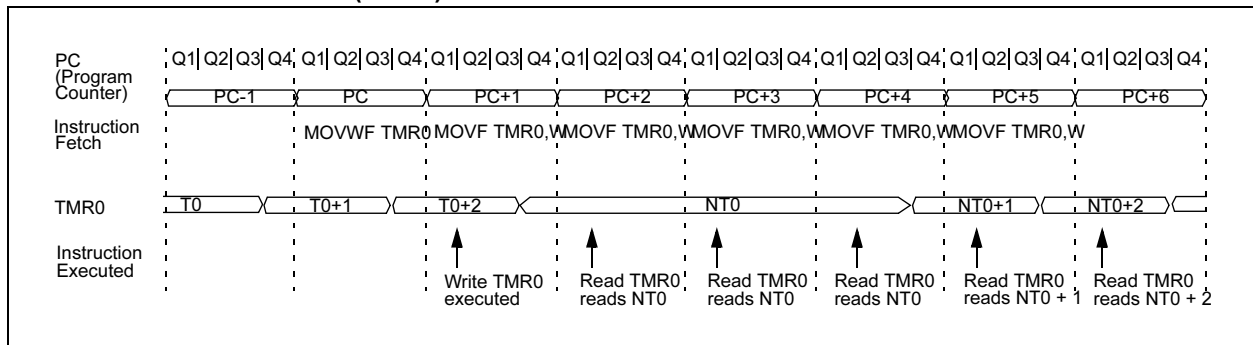 PC
(Program
Counter)
Q1 Q2 Q3 Q4 Q1 Q2 Q3 Q4 Q1 Q2 Q3 Q4 Q1 Q2 Q3 Q4 Q1 Q2 Q3 Q4 Q1 Q2 Q3 Q4 Q1 Q2 Q3 Q4 Q1 Q2 Q3 Q4
PC-1 PC PC+1 PC+2 PC+3 PC+4 PC+5 PC+6
Instruction
Fetch
MOVWF TMR0 MOVF TMR0,W MOVF TMR0,W MOVF TMR0,W MOVF TMR0,W MOVF TMR0,W
TMR0
T0 T0+1 T0+2 NT0 NT0+1 NT0+2
Instruction
Executed
Write TMR0
executed
Read TMR0
reads NT0
Read TMR0
reads NT0
Read TMR0
reads NT0
Read TMR0
reads NT0 + 1
Read TMR0
reads NT0 + 2